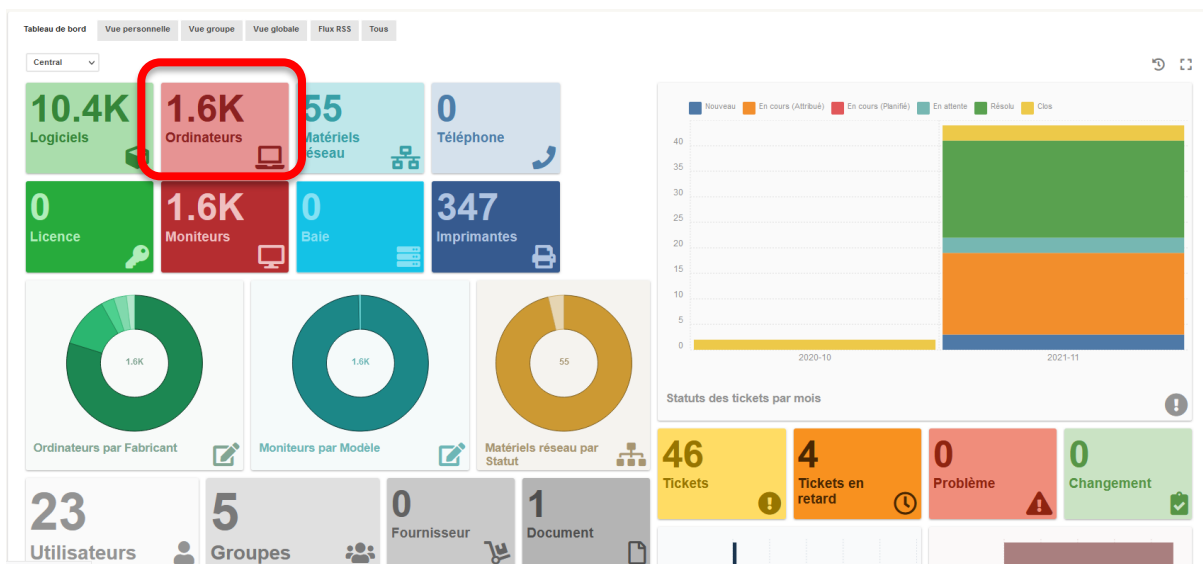 Tableau de bord Vue personnelle Vue groupe Vue globale Flux RSS Tous
Central
10.4K
Logiciels
1.6K
Ordinateurs
55
Matériels
réseau
0
Téléphone
0
Licence
1.6K
Moniteurs
0
Baie
347
Imprimantes
1.6K
Ordinateurs par Fabricant
1.6K
Moniteurs par Modèle
55
Matériels réseau par
Statut
23
Utilisateurs
5
Groupes
0
Fournisseur
1
Document
Nouveau En cours (Attribué) En cours (Planifié) En attente Résolu Clos
40
35
30
25
20
15
10
5
0
2020-10 2021-11
Statuts des tickets par mois
46
Tickets
4
Tickets en
retard
0
Problème
0
Changement